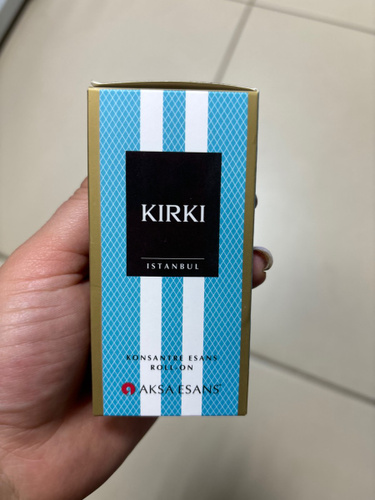 KIRKI
ISTANBUL
KONSANTRE ESANS
ROLL-ON
AKSA ESANS